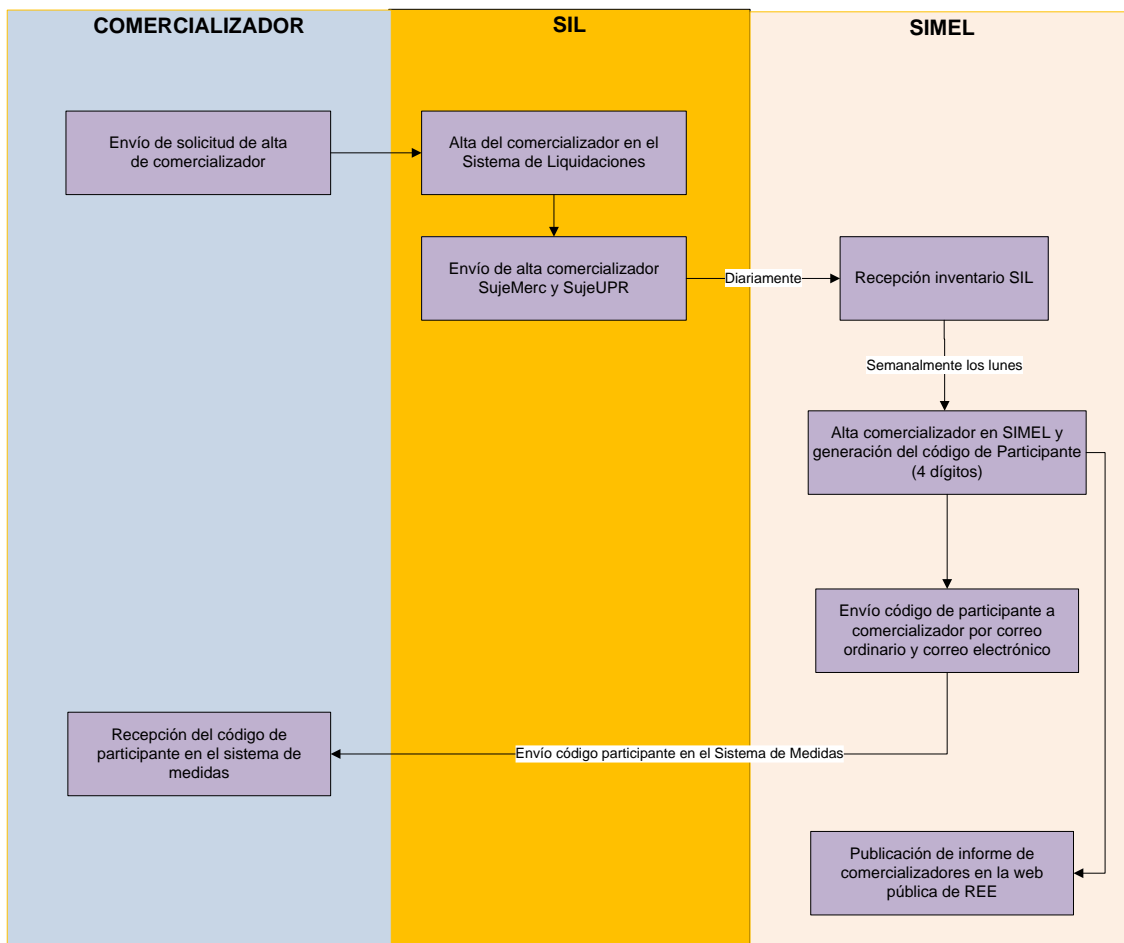 COMERCIALIZADOR
SIL
SIMEL
Envío de solicitud de alta
de comercializador
Alta del comercializador en el
Sistema de Liquidaciones
Envío de alta comercializador
SujeMerc y SujeUPR
Diariamente
Recepción inventario SIL
Semanalmente los lunes
Alta comercializador en SIMEL y
generación del código de Participante
(4 dígitos)
Envío código de participante a
comercializador por correo
ordinario y correo electrónico
Recepción del código de
participante en el sistema de
medidas
Envío código participante en el Sistema de Medidas
Publicación de informe de
comercializadores en la web
pública de REE